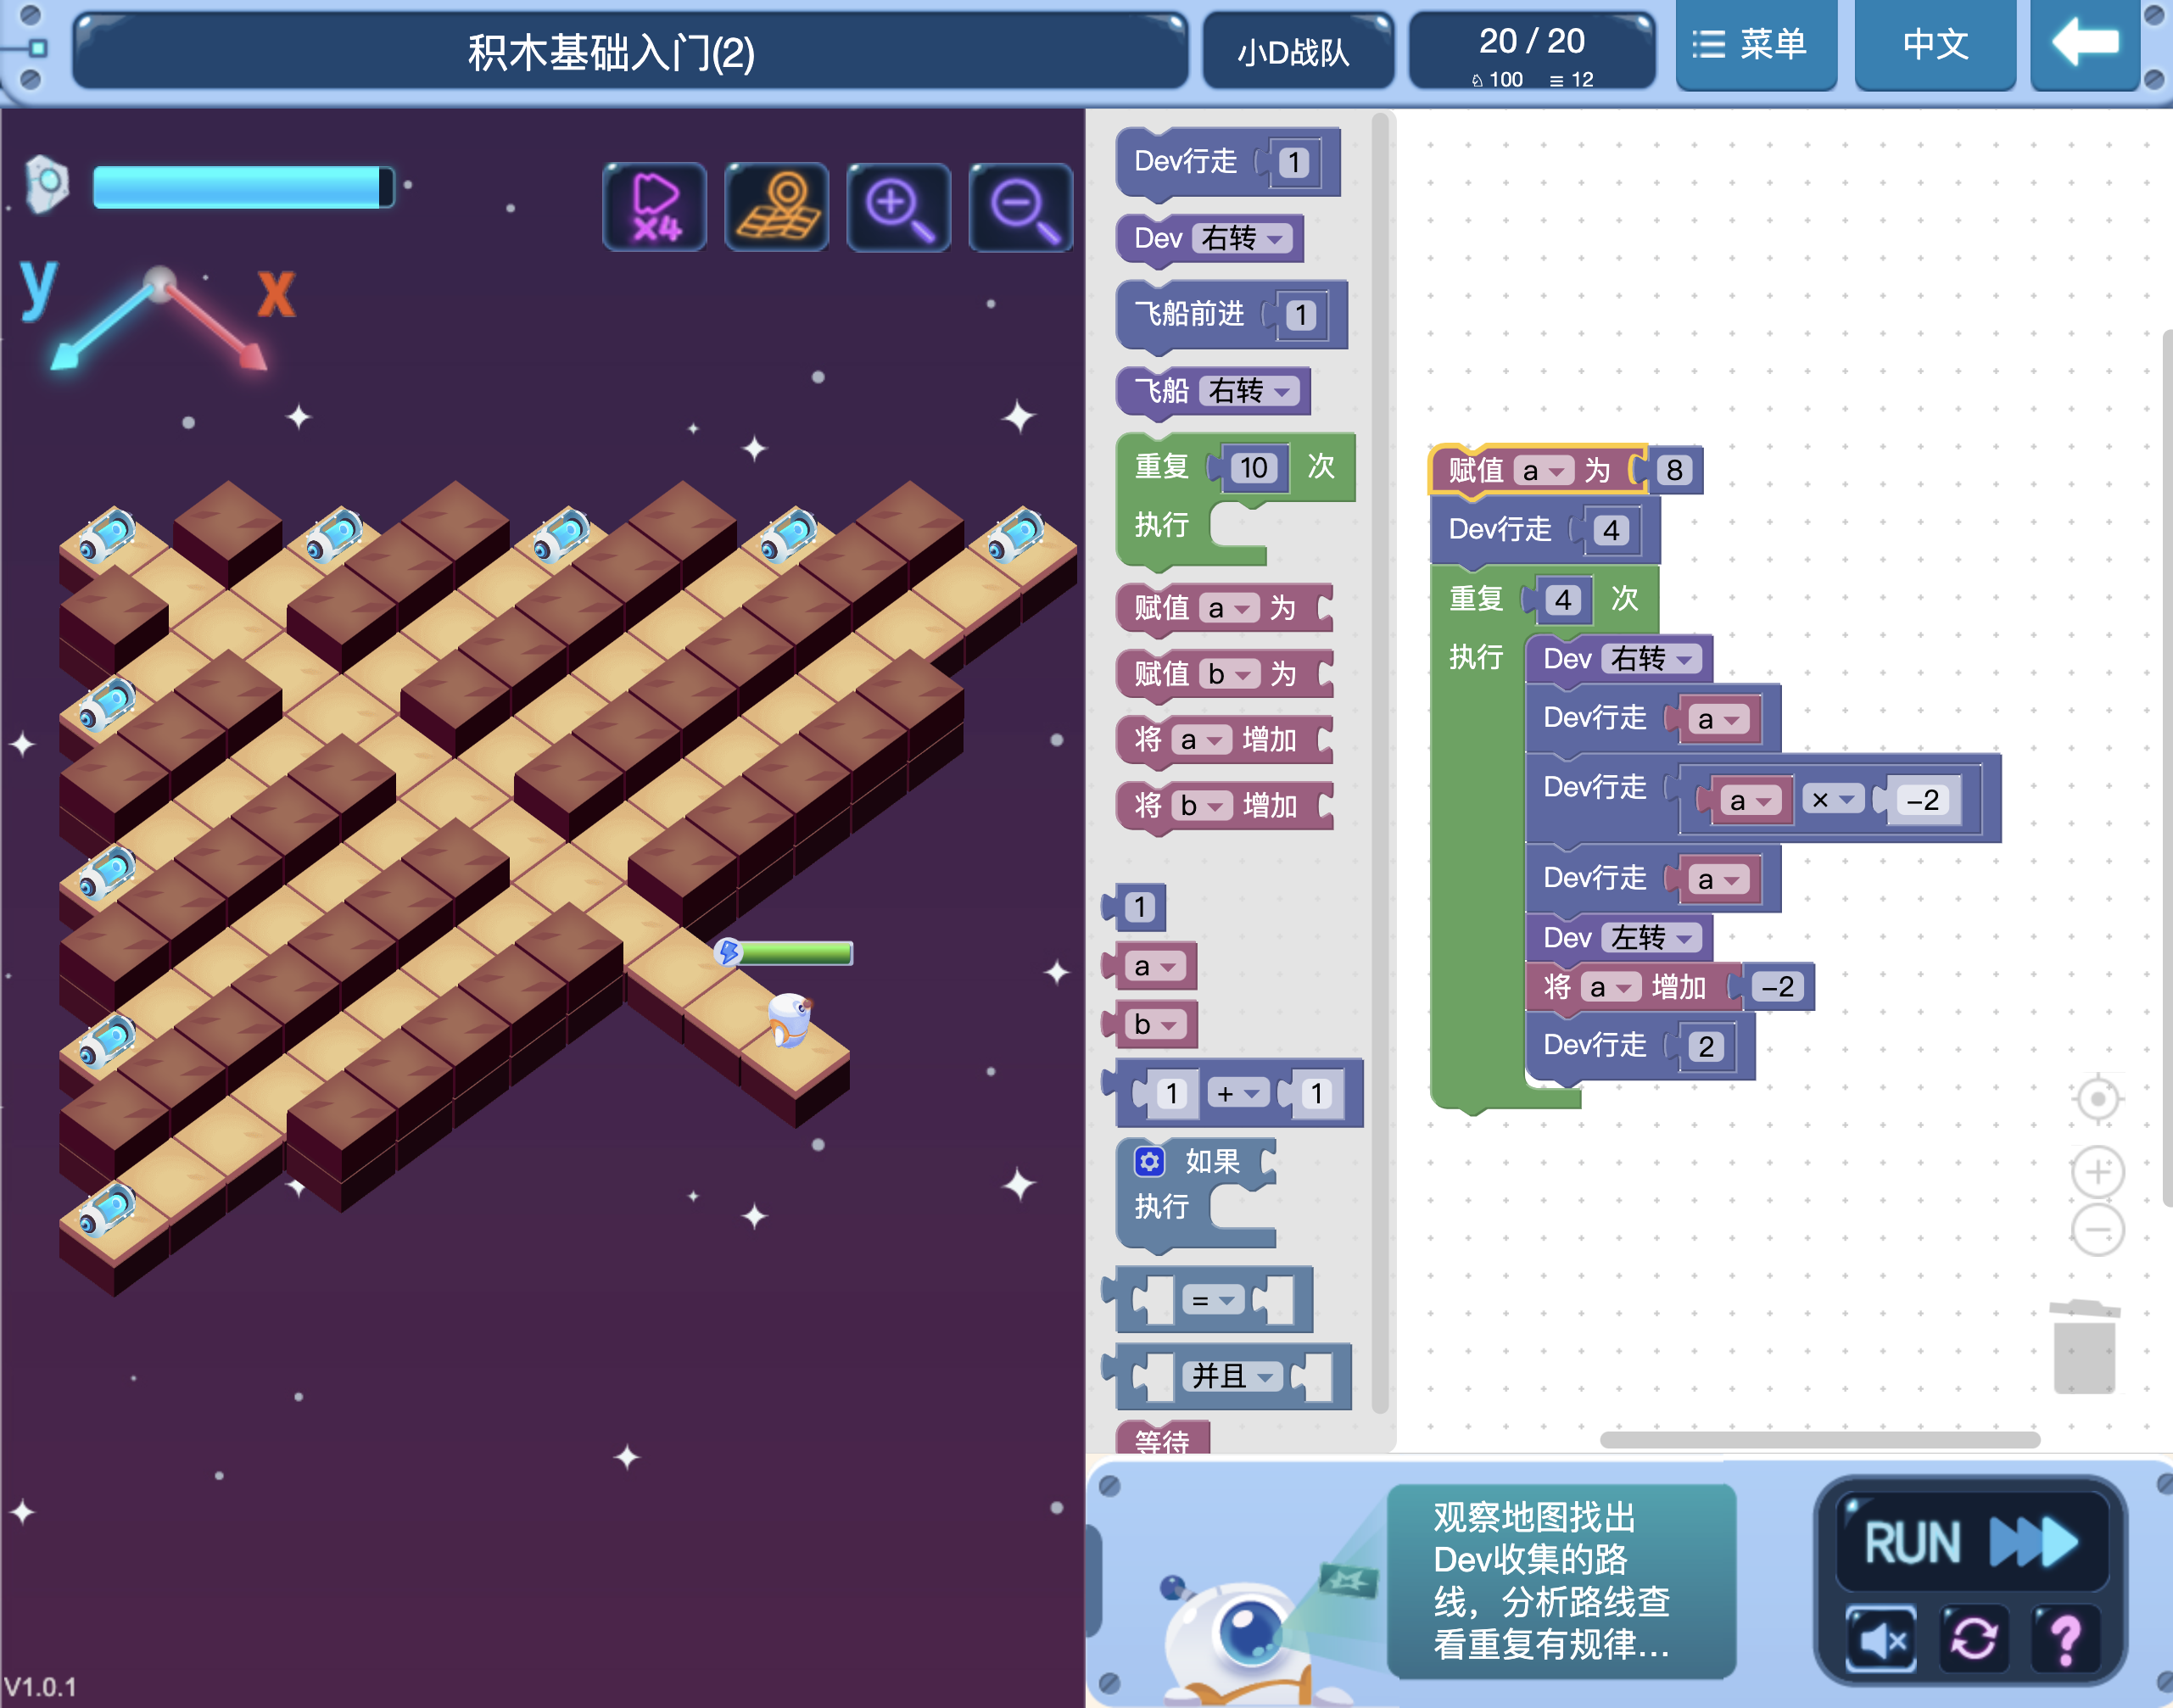 积木基础入门(2)
小D战队
20 / 20
100
12
菜单
中文
X4
y
x
Dev行走 1
Dev 右转
飞船前进 1
飞船 右转
重复 10 次
执行
赋值 a 为
赋值 b 为
将 a 增加
将 b 增加
1
a
b
1 + 1
如果
执行
=
并且
等待
赋值 a 为 8
Dev行走 4
重复 4 次
执行
Dev 右转
Dev行走 a
Dev行走 a × -2
Dev行走 a
Dev 左转
将 a 增加 -2
Dev行走 2
观察地图找出
Dev收集的路
线，分析路线查
看重复有规律...
RUN
?
V1.0.1